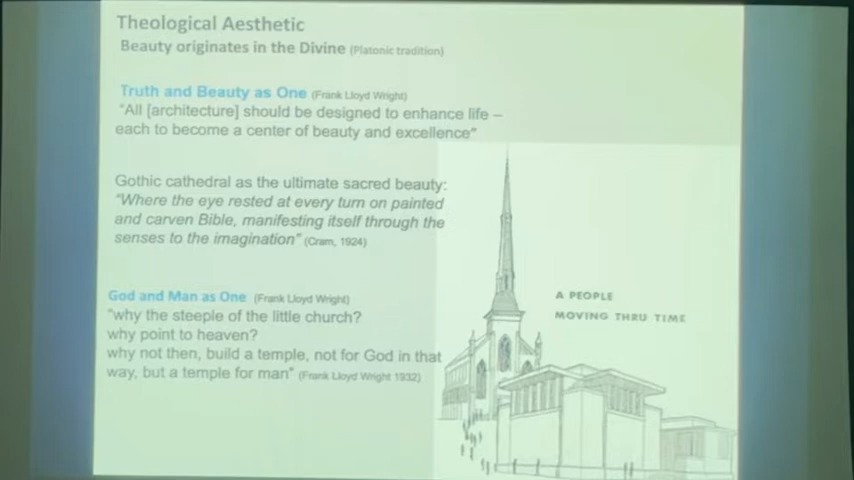 Theological Aesthetic
Beauty originates in the Divine (Platonic tradition)
Truth and Beauty as One (Frank Lloyd Wright)
"All [architecture] should be designed to enhance life –
each to become a center of beauty and excellence"
Gothic cathedral as the ultimate sacred beauty:
"Where the eye rested at every turn on painted
and carven Bible, manifesting itself through the
senses to the imagination" (Cram, 1924)
God and Man as One (Frank Lloyd Wright)
"why the steeple of the little church?
why point to heaven?
why not then, build a temple, not for God in that
way, but a temple for man" (Frank Lloyd Wright 1932)
A PEOPLE
MOVING THRU TIME